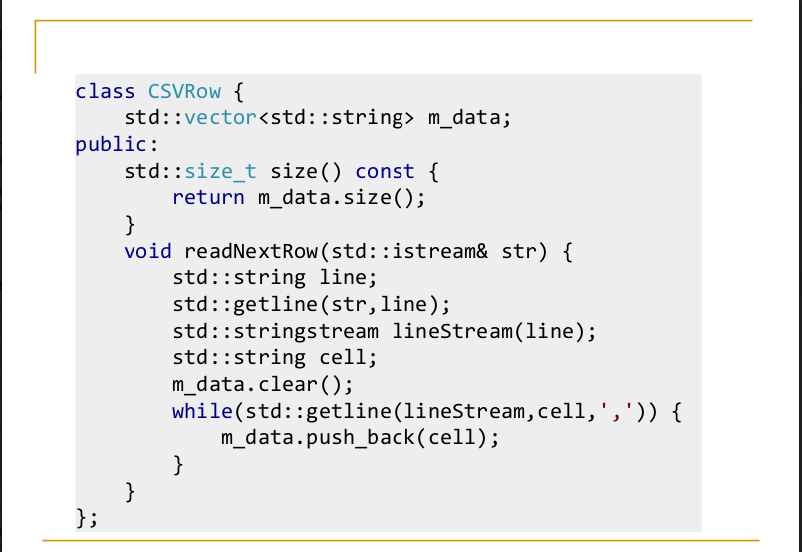 class CSVRow {
    std::vector<std::string> m_data;
public:
    std::size_t size() const {
        return m_data.size();
    }
    void readNextRow(std::istream& str) {
        std::string line;
        std::getline(str,line);
        std::stringstream lineStream(line);
        std::string cell;
        m_data.clear();
        while(std::getline(lineStream,cell,',')) {
            m_data.push_back(cell);
        }
    }
};